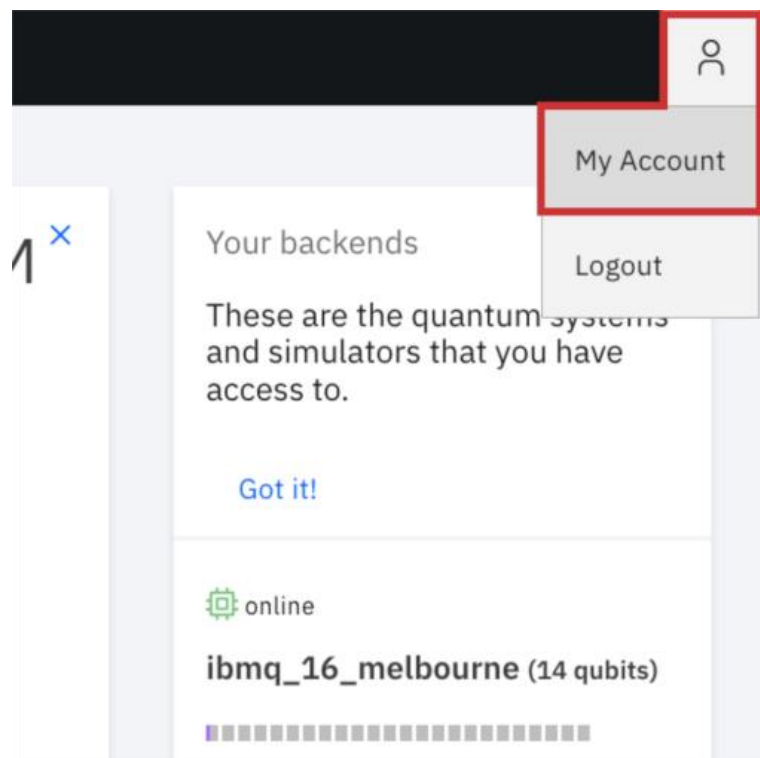 My Account
Logout
Your backends
These are the quantum systems
and simulators that you have
access to.
Got it!
online
ibmq_16_melbourne (14 qubits)